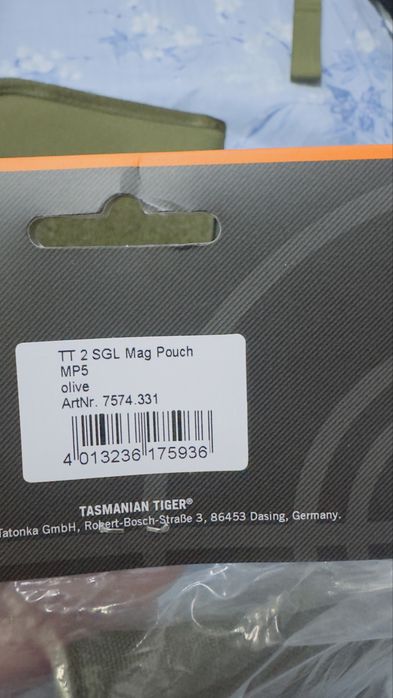 TT 2 SGL Mag Pouch
MP5
olive
ArtNr. 7574.331
4 013236 175936
TASMANIAN TIGER®
Tatonka GmbH, Robert-Bosch-Straße 3, 86453 Dasing, Germany.